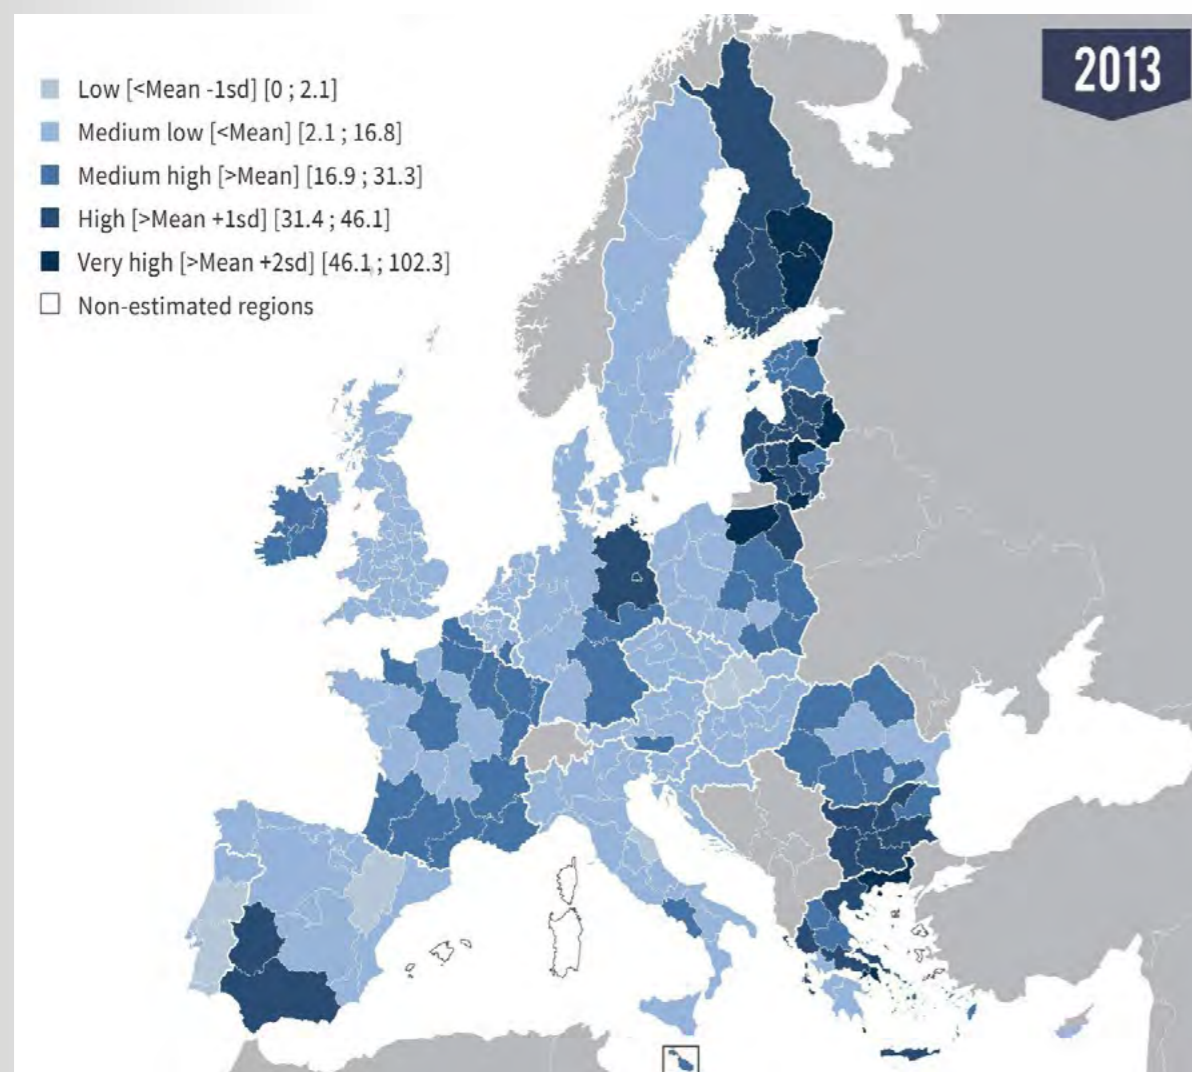 2013
Low [<Mean -1sd] [0 ; 2.1]
Medium low [<Mean] [2.1 ; 16.8]
Medium high [>Mean] [16.9 ; 31.3]
High [>Mean +1sd] [31.4 ; 46.1]
Very high [>Mean +2sd] [46.1 ; 102.3]
Non-estimated regions